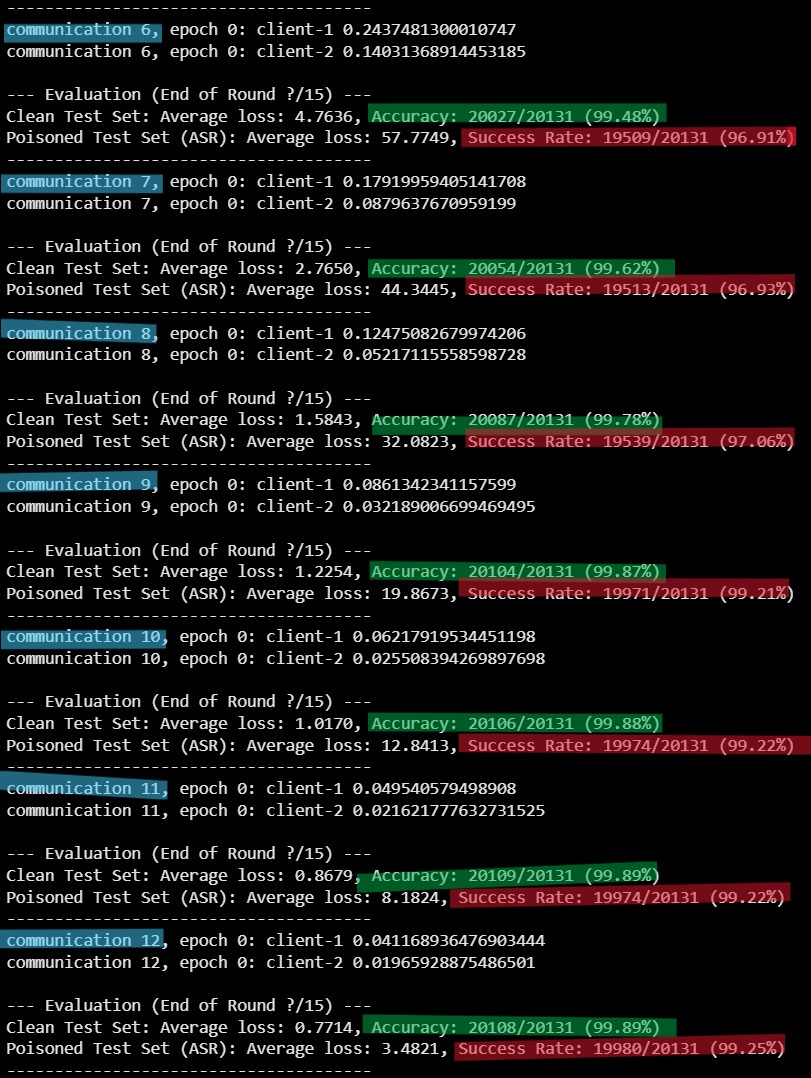 --------------------------------------
communication 6, epoch 0: client-1 0.2437481300010747
communication 6, epoch 0: client-2 0.14031368914453185
--- Evaluation (End of Round ?/15) ---
Clean Test Set: Average loss: 4.7636, Accuracy: 20027/20131 (99.48%)
Poisoned Test Set (ASR): Average loss: 57.7749, Success Rate: 19509/20131 (96.91%)
--------------------------------------
communication 7, epoch 0: client-1 0.17919959405141708
communication 7, epoch 0: client-2 0.0879637670959199
--- Evaluation (End of Round ?/15) ---
Clean Test Set: Average loss: 2.7650, Accuracy: 20054/20131 (99.62%)
Poisoned Test Set (ASR): Average loss: 44.3445, Success Rate: 19513/20131 (96.93%)
--------------------------------------
communication 8, epoch 0: client-1 0.12475082679974206
communication 8, epoch 0: client-2 0.05217115558598728
--- Evaluation (End of Round ?/15) ---
Clean Test Set: Average loss: 1.5843, Accuracy: 20087/20131 (99.78%)
Poisoned Test Set (ASR): Average loss: 32.0823, Success Rate: 19539/20131 (97.06%)
--------------------------------------
communication 9, epoch 0: client-1 0.0861342341157599
communication 9, epoch 0: client-2 0.032189006699469495
--- Evaluation (End of Round ?/15) ---
Clean Test Set: Average loss: 1.2254, Accuracy: 20104/20131 (99.87%)
Poisoned Test Set (ASR): Average loss: 19.8673, Success Rate: 19971/20131 (99.21%)
--------------------------------------
communication 10, epoch 0: client-1 0.06217919534451198
communication 10, epoch 0: client-2 0.025508394269897698
--- Evaluation (End of Round ?/15) ---
Clean Test Set: Average loss: 1.0170, Accuracy: 20106/20131 (99.88%)
Poisoned Test Set (ASR): Average loss: 12.8413, Success Rate: 19974/20131 (99.22%)
--------------------------------------
communication 11, epoch 0: client-1 0.049540579498908
communication 11, epoch 0: client-2 0.021621777632731525
--- Evaluation (End of Round ?/15) ---
Clean Test Set: Average loss: 0.8679, Accuracy: 20109/20131 (99.89%)
Poisoned Test Set (ASR): Average loss: 8.1824, Success Rate: 19974/20131 (99.22%)
--------------------------------------
communication 12, epoch 0: client-1 0.041168936476903444
communication 12, epoch 0: client-2 0.01965928875486501
--- Evaluation (End of Round ?/15) ---
Clean Test Set: Average loss: 0.7714, Accuracy: 20108/20131 (99.89%)
Poisoned Test Set (ASR): Average loss: 3.4821, Success Rate: 19980/20131 (99.25%)
--------------------------------------